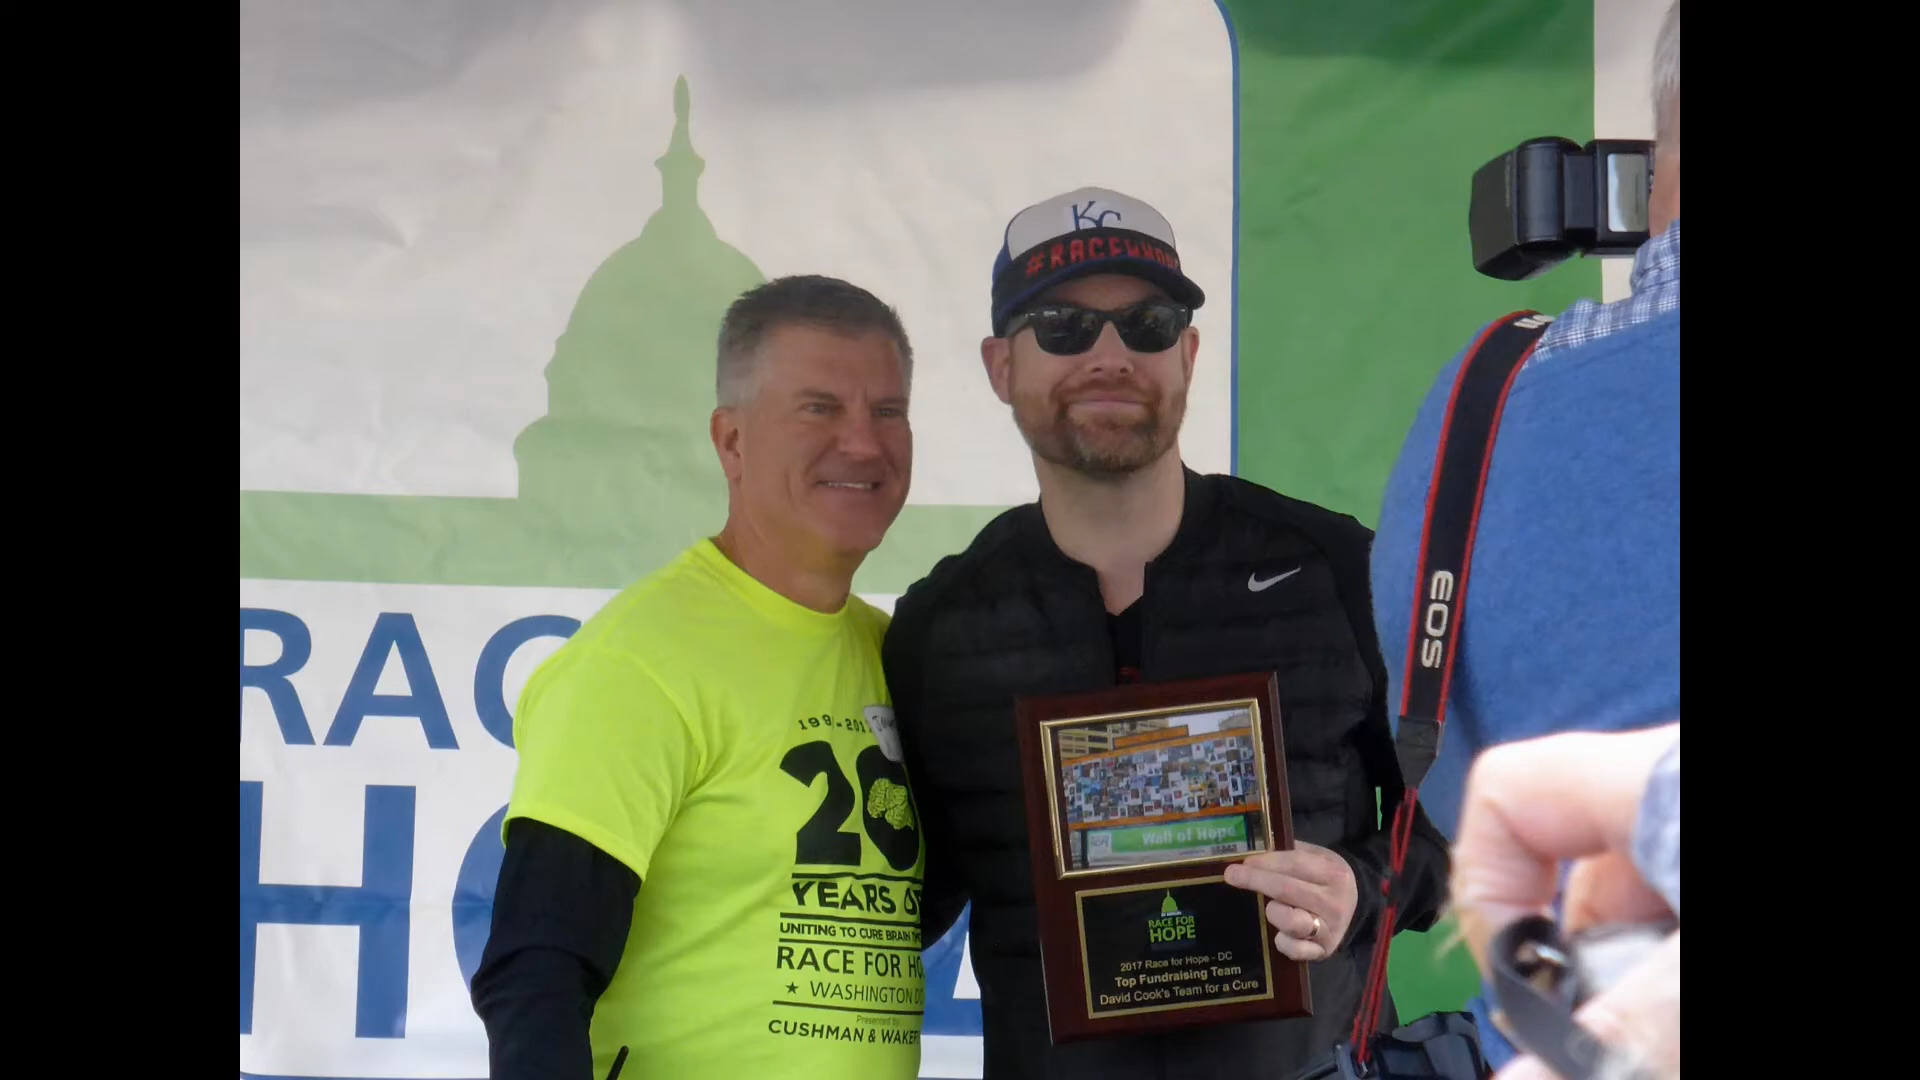 KC
RAC
HO
1997-2017
20
YEARS OF
UNITING TO CURE BRAIN
RACE FOR HO
★ WASHINGTON DC
Presented by
CUSHMAN & WAKEF
Wall of Hope
RACE FOR
HOPE
2017 Race for Hope - DC
Top Fundraising Team
David Cook's Team for a Cure
EOS